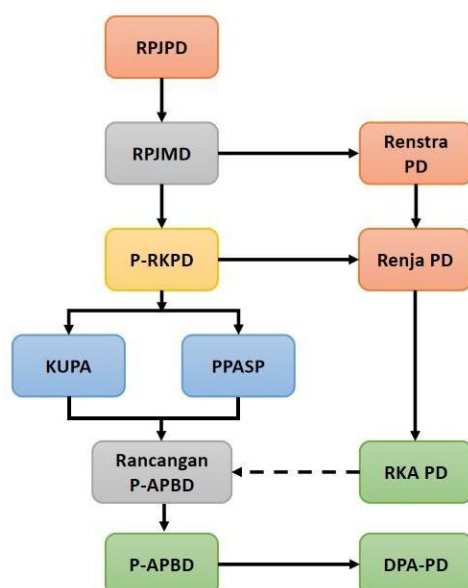 RPJPD
RPJMD
Renstra
PD
P-RKPD
Renja PD
KUPA
PPASP
Rancangan
P-APBD
RKA PD
P-APBD
DPA-PD